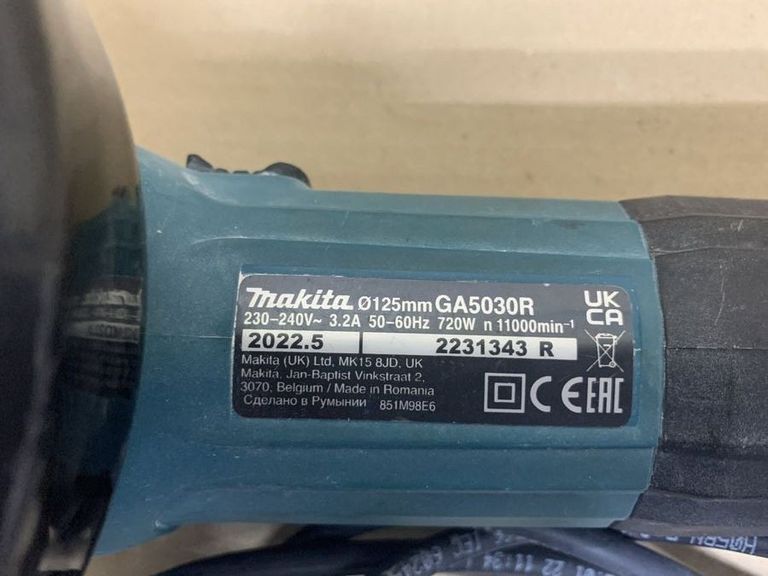 makita Ø125mm GA5030R
230-240V~ 3.2A 50-60Hz 720W n 11000min⁻¹
2022.5 2231343 R
Makita (UK) Ltd, MK15 8JD, UK
Makita, Jan-Baptist Vinkstraat 2,
3070, Belgium / Made in Romania
Сделано в Румынии 851M98E6
UK
CA
CE EAC